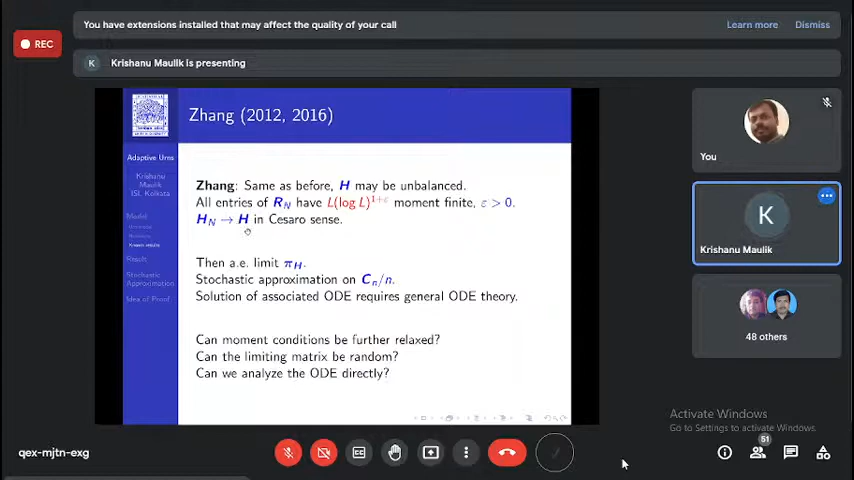 You have extensions installed that may affect the quality of your call
Learn more
Dismiss
REC
K
Krishanu Maulik is presenting
Zhang (2012, 2016)
Adaptive Urns
Krishanu
Maulik
ISI, Kolkata
Model
Known results
Result
Stochastic
Approximation
Idea of Proof
Zhang: Same as before, H may be unbalanced.
All entries of R_N have L(log L)^{1+ε} moment finite, ε > 0.
H_N → H in Cesaro sense.
Then a.e. limit π_H.
Stochastic approximation on C_n/n.
Solution of associated ODE requires general ODE theory.
Can moment conditions be further relaxed?
Can the limiting matrix be random?
Can we analyze the ODE directly?
You
K
Krishanu Maulik
48 others
Activate Windows
Go to Settings to activate Windows.
qex-mjtn-exg
51